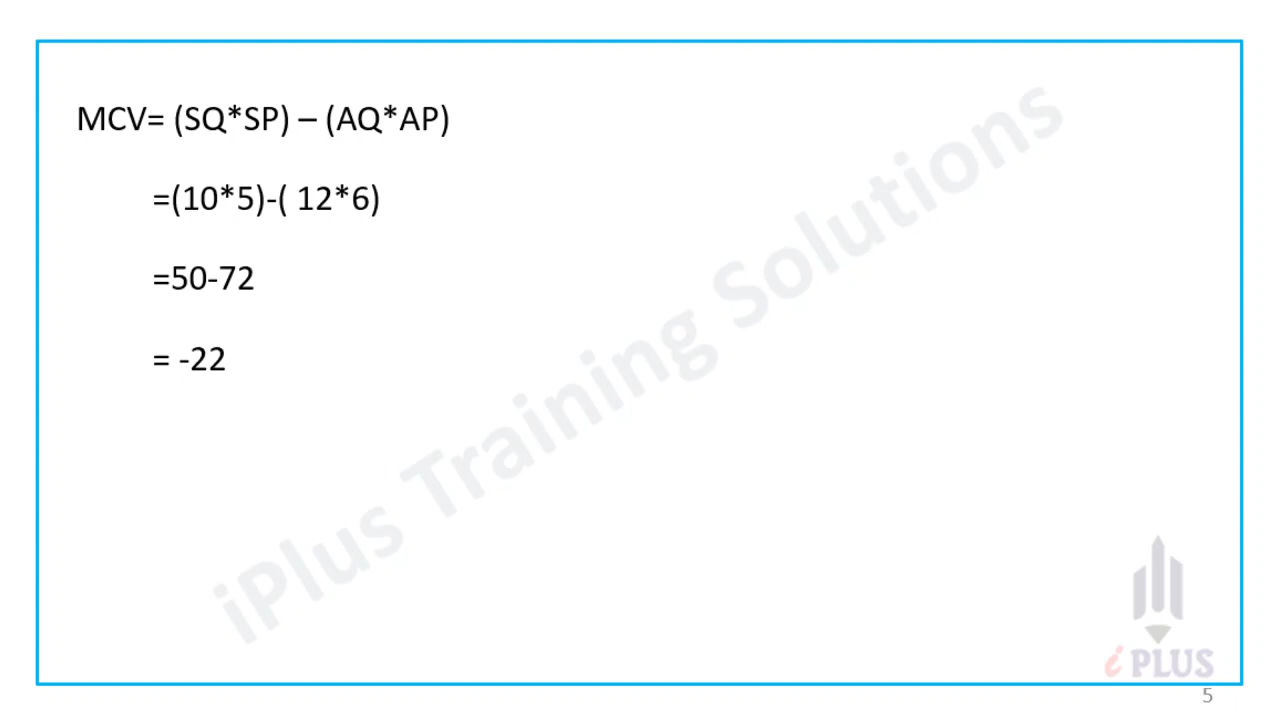 MCV= (SQ*SP) – (AQ*AP)
=(10*5)-( 12*6)
=50-72
= -22
iPlus Training Solutions
i PLUS
5